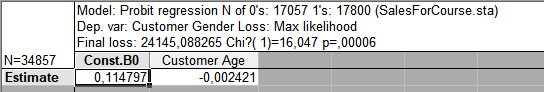 Model: Probit regression N of 0's: 17057 1's: 17800 (SalesForCourse.sta)
Dep. var: Customer Gender Loss: Max likelihood
Final loss: 24145,088265 Chi?( 1)=16,047 p=,00006
N=34857 Const.B0 Customer Age
Estimate 0,114797 -0,002421